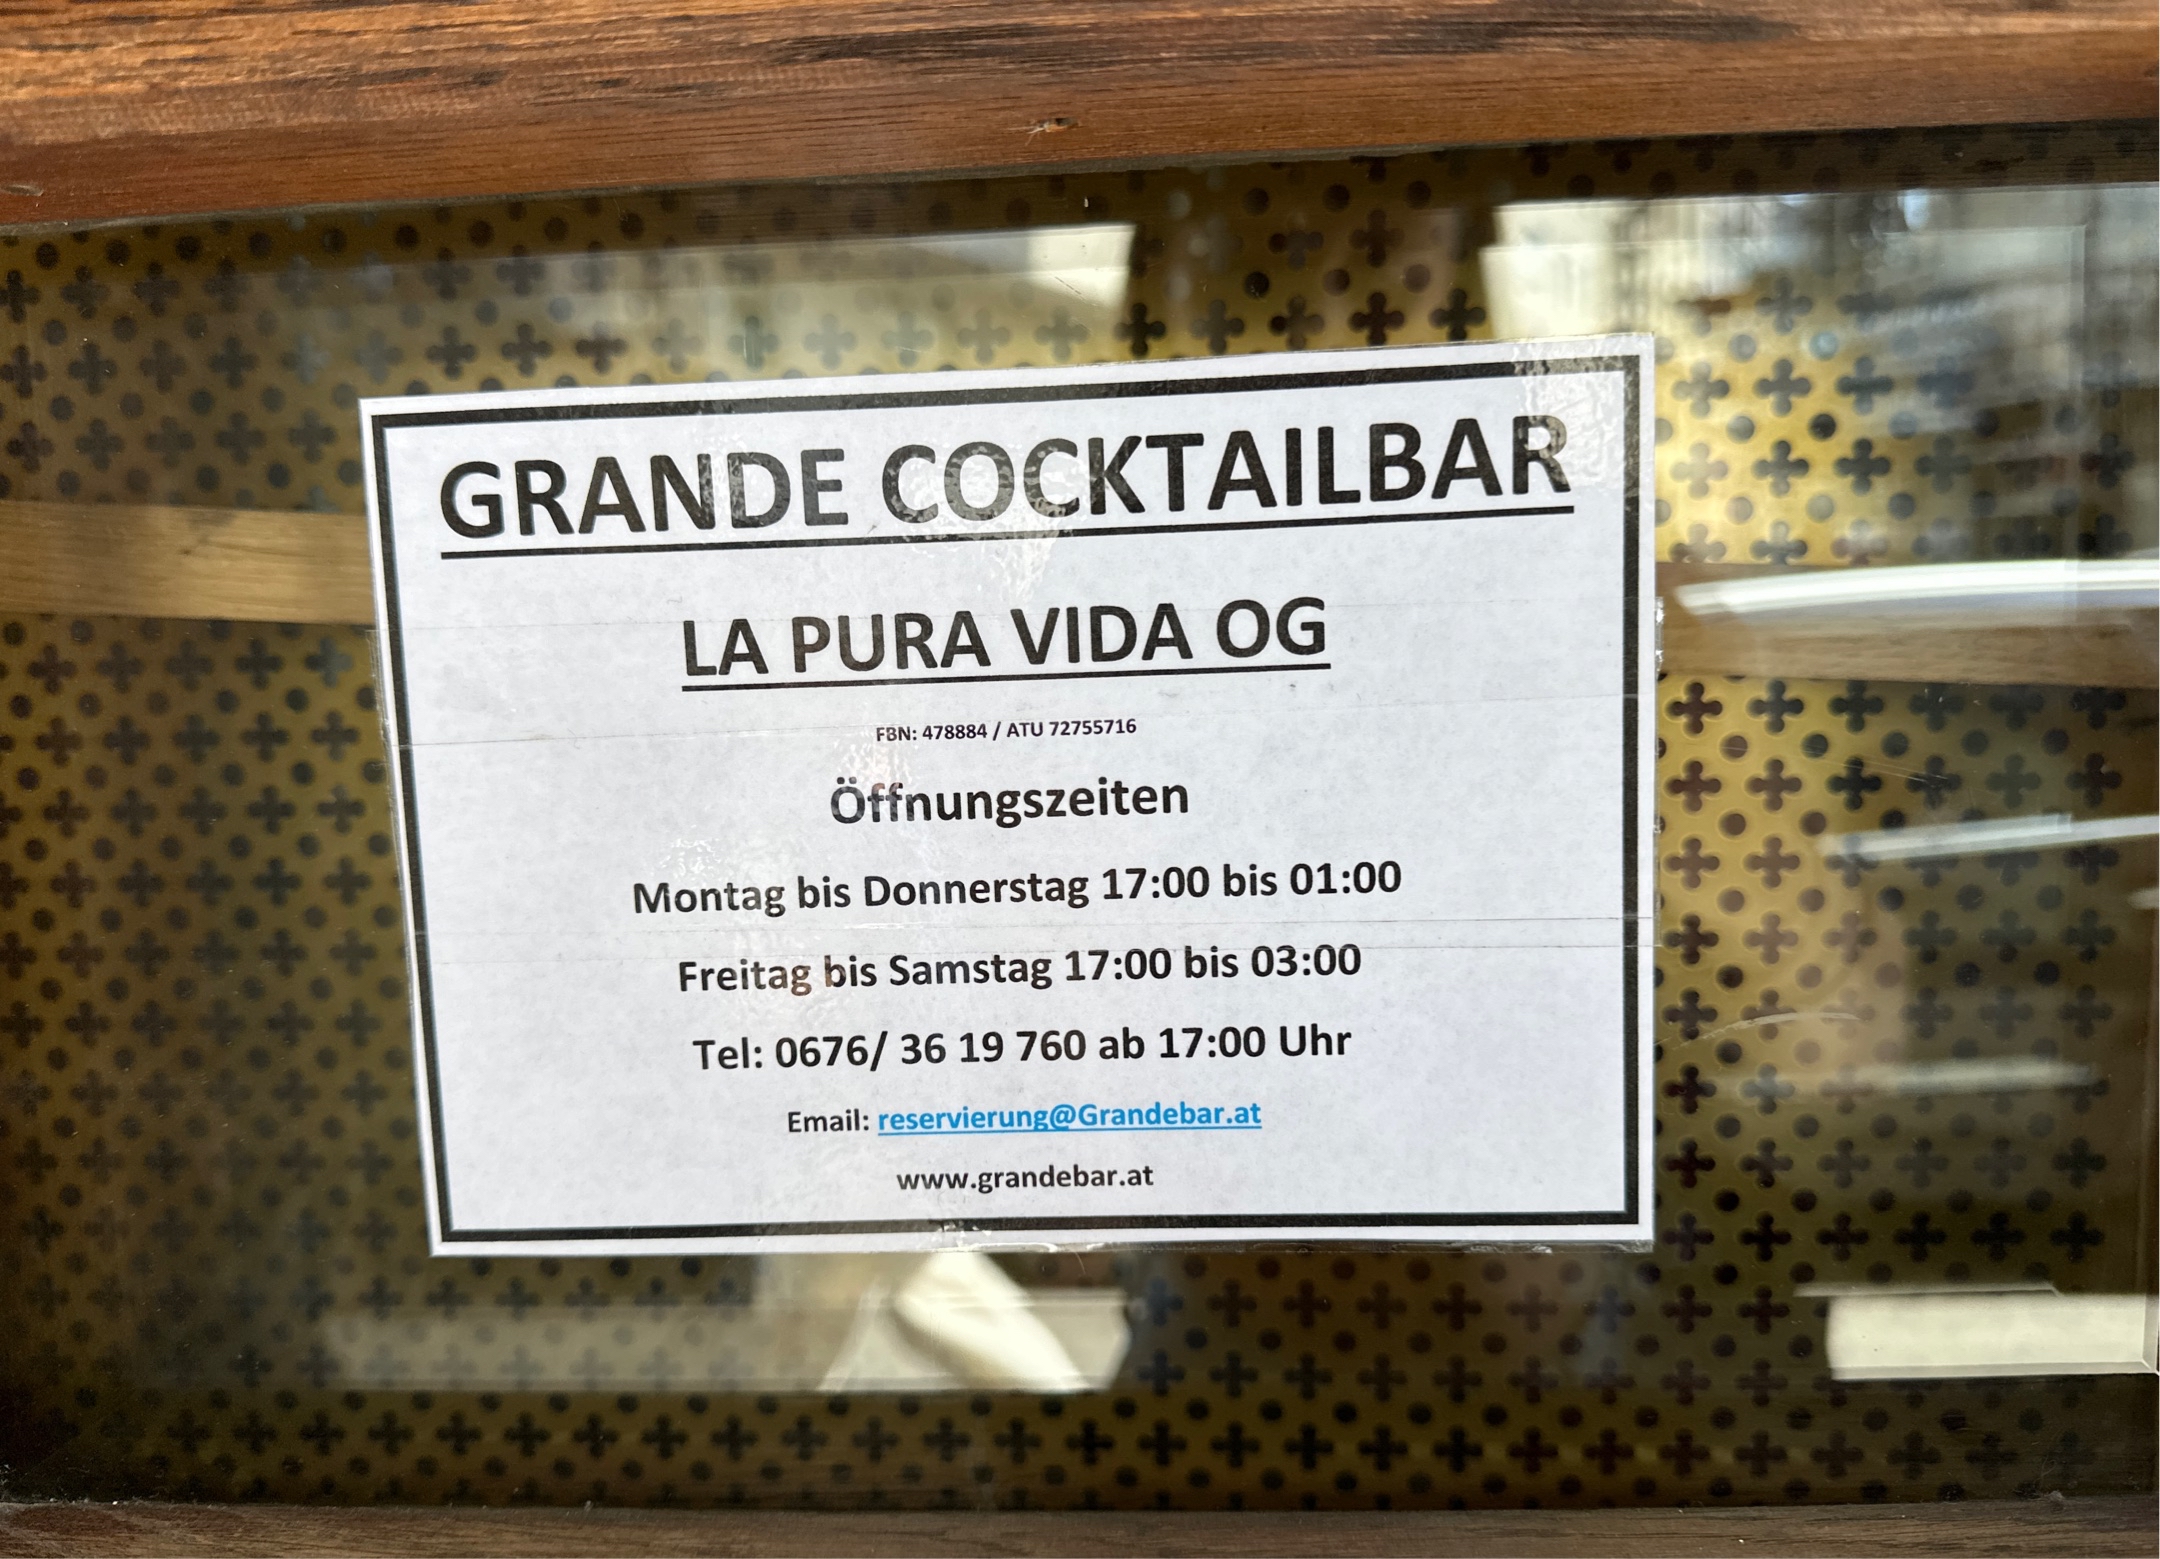 GRANDE COCKTAILBAR
LA PURA VIDA OG
FBN: 478884 / ATU 72755716
Öffnungszeiten
Montag bis Donnerstag 17:00 bis 01:00
Freitag bis Samstag 17:00 bis 03:00
Tel: 0676/ 36 19 760 ab 17:00 Uhr
Email: reservierung@Grandebar.at
www.grandebar.at